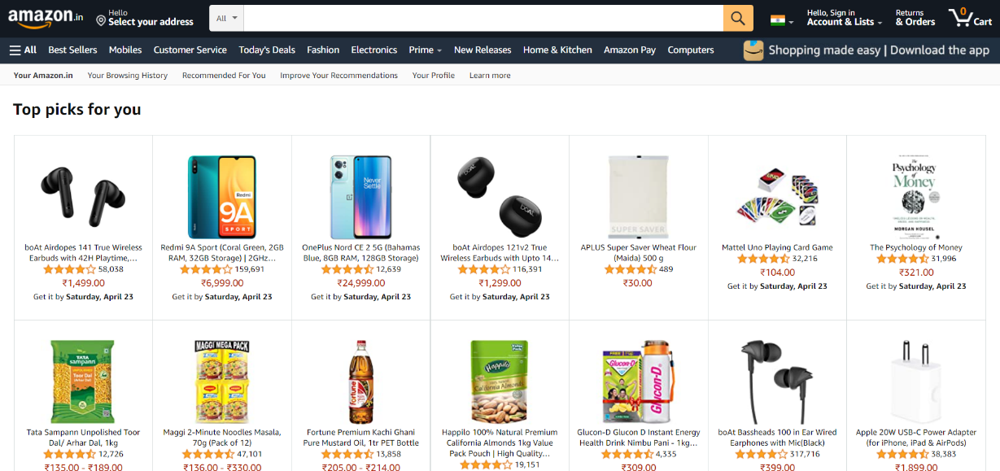 amazon.in
Hello
Select your address
All
0
Hello, Sign in
Account & Lists
Returns
& Orders
Cart
All
Best Sellers
Mobiles
Customer Service
Today's Deals
Fashion
Electronics
Prime
New Releases
Home & Kitchen
Amazon Pay
Computers
Shopping made easy | Download the app
Your Amazon.in
Your Browsing History
Recommended For You
Improve Your Recommendations
Your Profile
Learn more
Top picks for you
boAt Airdopes 141 True Wireless
Earbuds with 42H Playtime,…
58,038
₹1,499.00
Get it by Saturday, April 23
Redmi
9A
SPORT
Redmi 9A Sport (Coral Green, 2GB
RAM, 32GB Storage) | 2GHz…
159,691
₹6,999.00
Get it by Saturday, April 23
Never
Settle
OnePlus Nord CE 2 5G (Bahamas
Blue, 8GB RAM, 128GB Storage)
12,639
₹24,999.00
Get it by Saturday, April 23
boAt
boAt
boAt Airdopes 121v2 True
Wireless Earbuds with Upto 14…
116,391
₹1,299.00
Get it by Saturday, April 23
SUPER SAVER
APLUS Super Saver Wheat Flour
(Maida) 500 g
489
₹30.00
UNO
Mattel Uno Playing Card Game
32,216
₹104.00
Get it by Saturday, April 23
The
Psychology
of
Money
MORGAN HOUSEL
The Psychology of Money
31,996
₹321.00
Get it by Saturday, April 23
TATA
sampann
Toor Dal
(Arhar Dal)
Tata Sampann Unpolished Toor
Dal/ Arhar Dal, 1kg
12,726
₹135.00 - ₹189.00
MAGGI MEGA PACK
Maggi 2-Minute Noodles Masala,
70g (Pack of 12)
47,101
₹136.00 - ₹330.00
Fortune
Fortune Premium Kachi Ghani
Pure Mustard Oil, 1tr PET Bottle
13,858
₹205.00 - ₹214.00
Value
Pack
Happilo
California Almonds
Happilo 100% Natural Premium
California Almonds 1kg Value
Pack Pouch | High Quality…
19,151
FREE
Glucon-D
Glucon-D
Glucon-D Glucon D Instant Energy
Health Drink Nimbu Pani - 1kg…
4,335
₹309.00
boAt Bassheads 100 in Ear Wired
Earphones with Mic(Black)
317,716
₹399.00
Apple 20W USB-C Power Adapter
(for iPhone, iPad & AirPods)
38,383
₹1,899.00